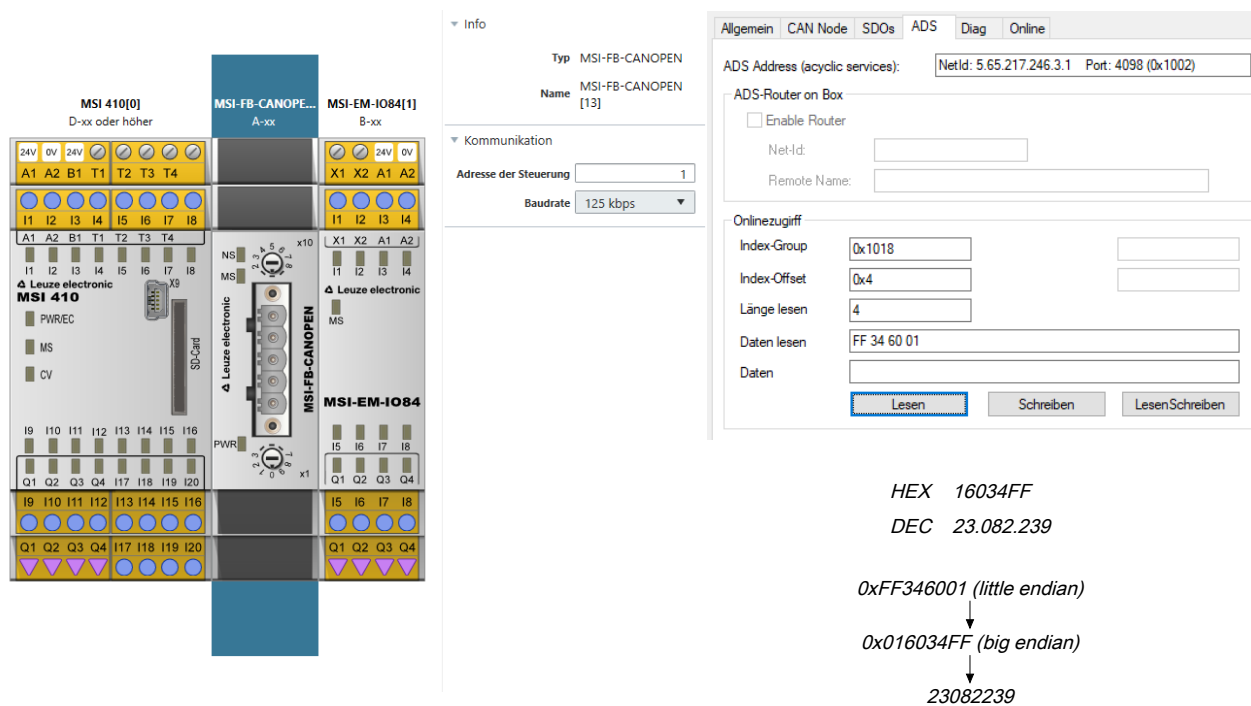 MSI 410[0]
D-xx oder höher
MSI-FB-CANOPE...
A-xx
MSI-EM-IO84[1]
B-xx
24V 0V 24V
A1 A2 B1 T1 T2 T3 T4
I1 I2 I3 I4 I5 I6 I7 I8
A1 A2 B1 T1 T2 T3 T4
I1 I2 I3 I4 I5 I6 I7 I8
Leuze electronic
MSI 410
X9
PWR/EC
MS
CV
SD-Card
I9 I10 I11 I12 I13 I14 I15 I16
Q1 Q2 Q3 Q4 I17 I18 I19 I20
I9 I10 I11 I12 I13 I14 I15 I16
Q1 Q2 Q3 Q4 I17 I18 I19 I20
NS
MS
x10
2 3 4 5 6 7 8
Leuze electronic
MSI-FB-CANOPEN
PWR
x1
24V 0V
X1 X2 A1 A2
I1 I2 I3 I4
X1 X2 A1 A2
I1 I2 I3 I4
Leuze electronic
MS
MSI-EM-IO84
I5 I6 I7 I8
Q1 Q2 Q3 Q4
I5 I6 I7 I8
Q1 Q2 Q3 Q4
Info
Typ MSI-FB-CANOPEN
Name MSI-FB-CANOPEN
[13]
Kommunikation
Adresse der Steuerung 1
Baudrate 125 kbps
Allgemein CAN Node SDOs ADS Diag Online
ADS Address (acyclic services): NetId: 5.65.217.246.3.1 Port: 4098 (0x1002)
ADS-Router on Box
Enable Router
Net-Id:
Remote Name:
Onlinezugiff
Index-Group 0x1018
Index-Offset 0x4
Länge lesen 4
Daten lesen FF 34 60 01
Daten
Lesen Schreiben LesenSchreiben
HEX 16034FF
DEC 23.082.239
0xFF346001 (little endian)
0x016034FF (big endian)
23082239